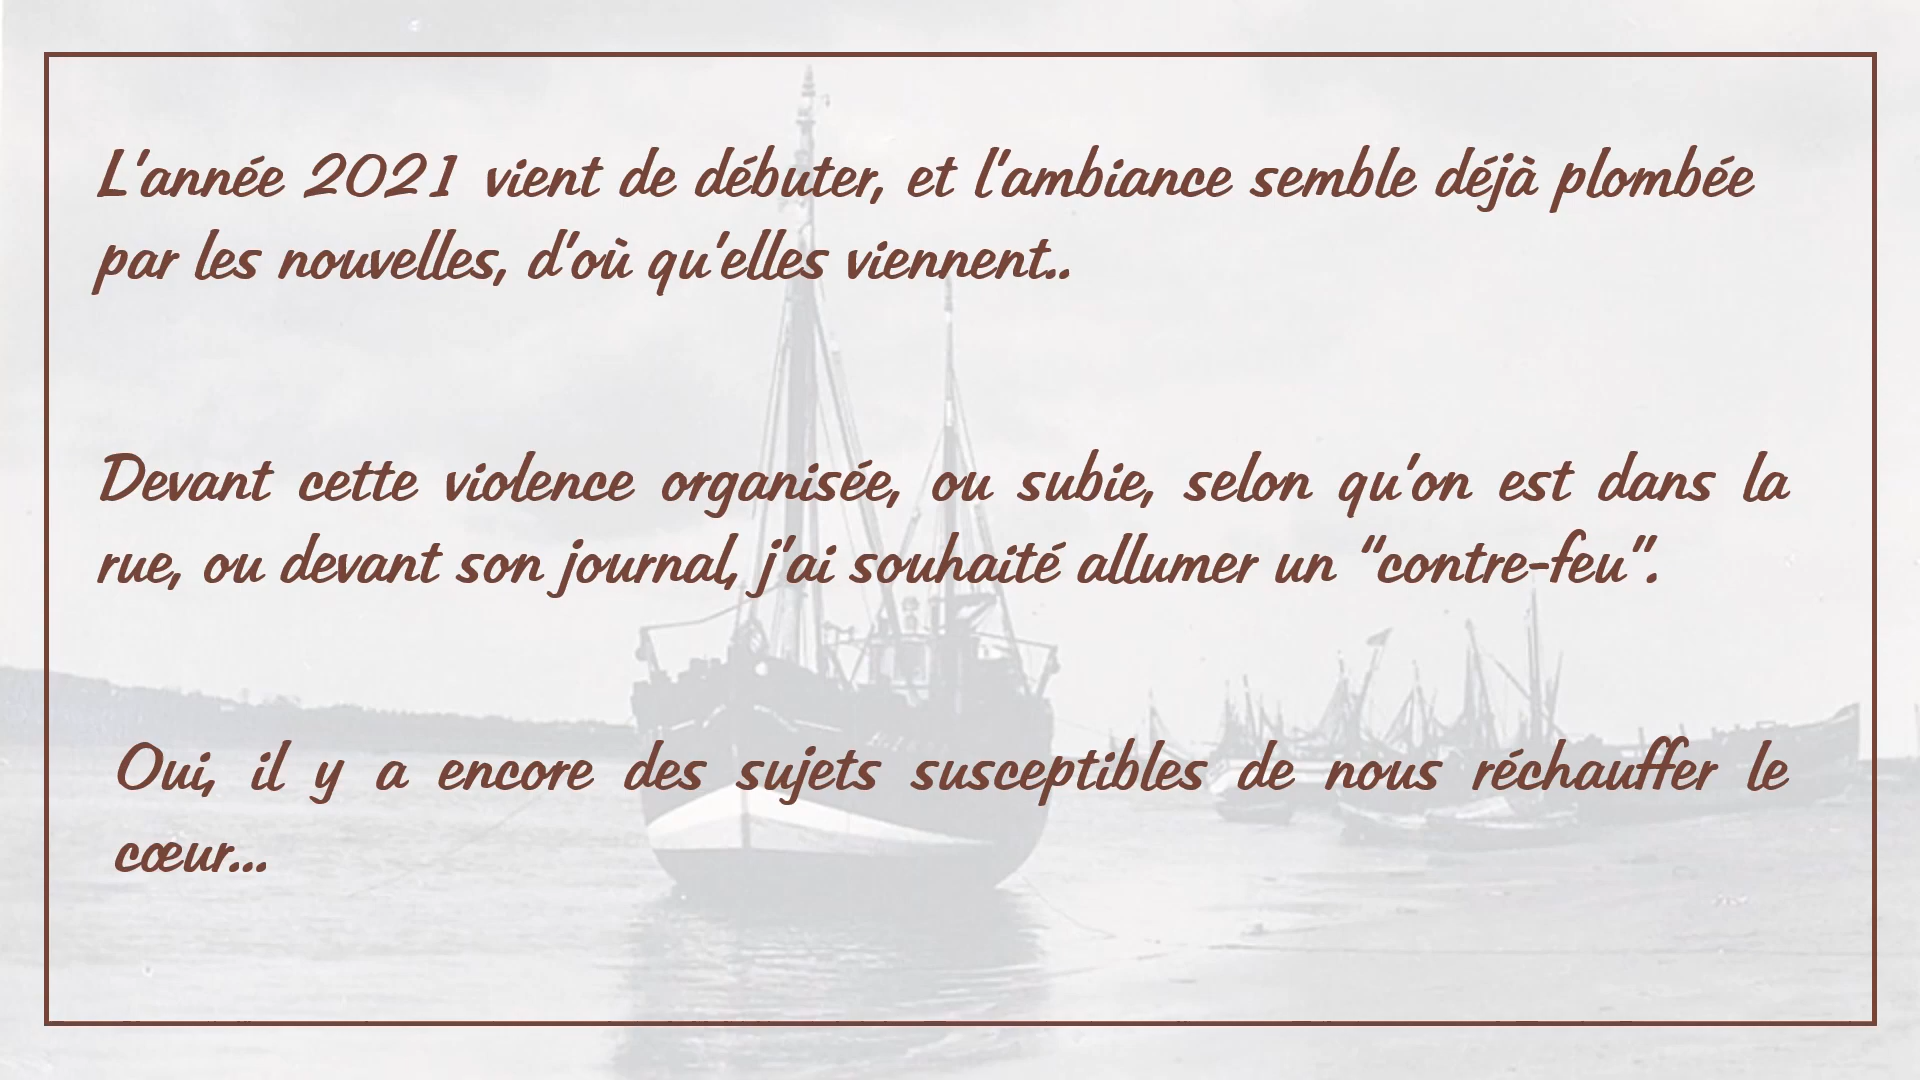 L'année 2021 vient de débuter, et l'ambiance semble déjà plombée
par les nouvelles, d'où qu'elles viennent..
Devant cette violence organisée, ou subie, selon qu'on est dans la
rue, ou devant son journal, j'ai souhaité allumer un "contre-feu".
Oui, il y a encore des sujets susceptibles de nous réchauffer le
cœur...